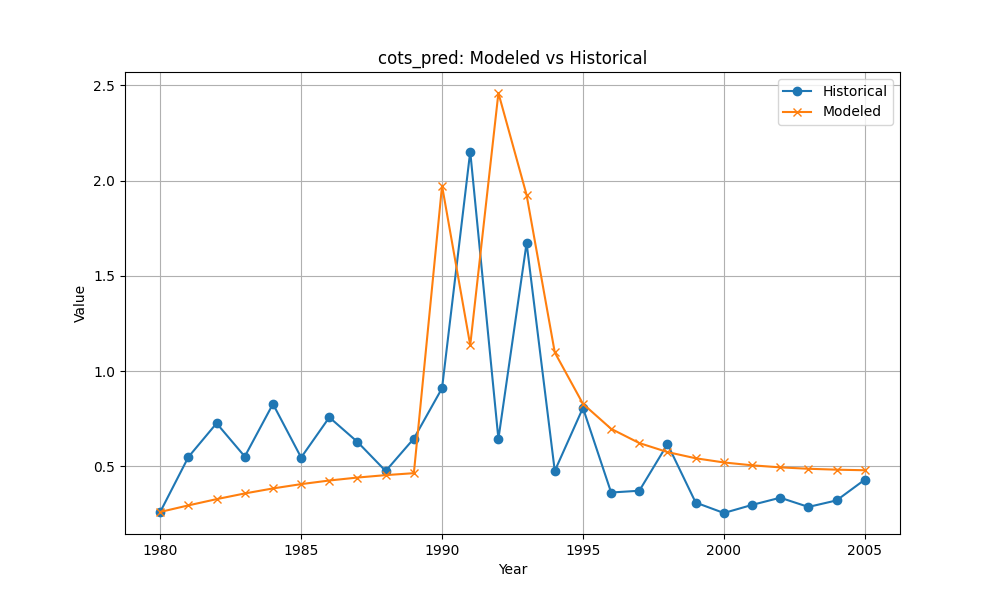 cots_pred: Modeled vs Historical
2.5
2.0
1.5
1.0
0.5
Value
Historical
Modeled
1980
1985
1990
1995
2000
2005
Year